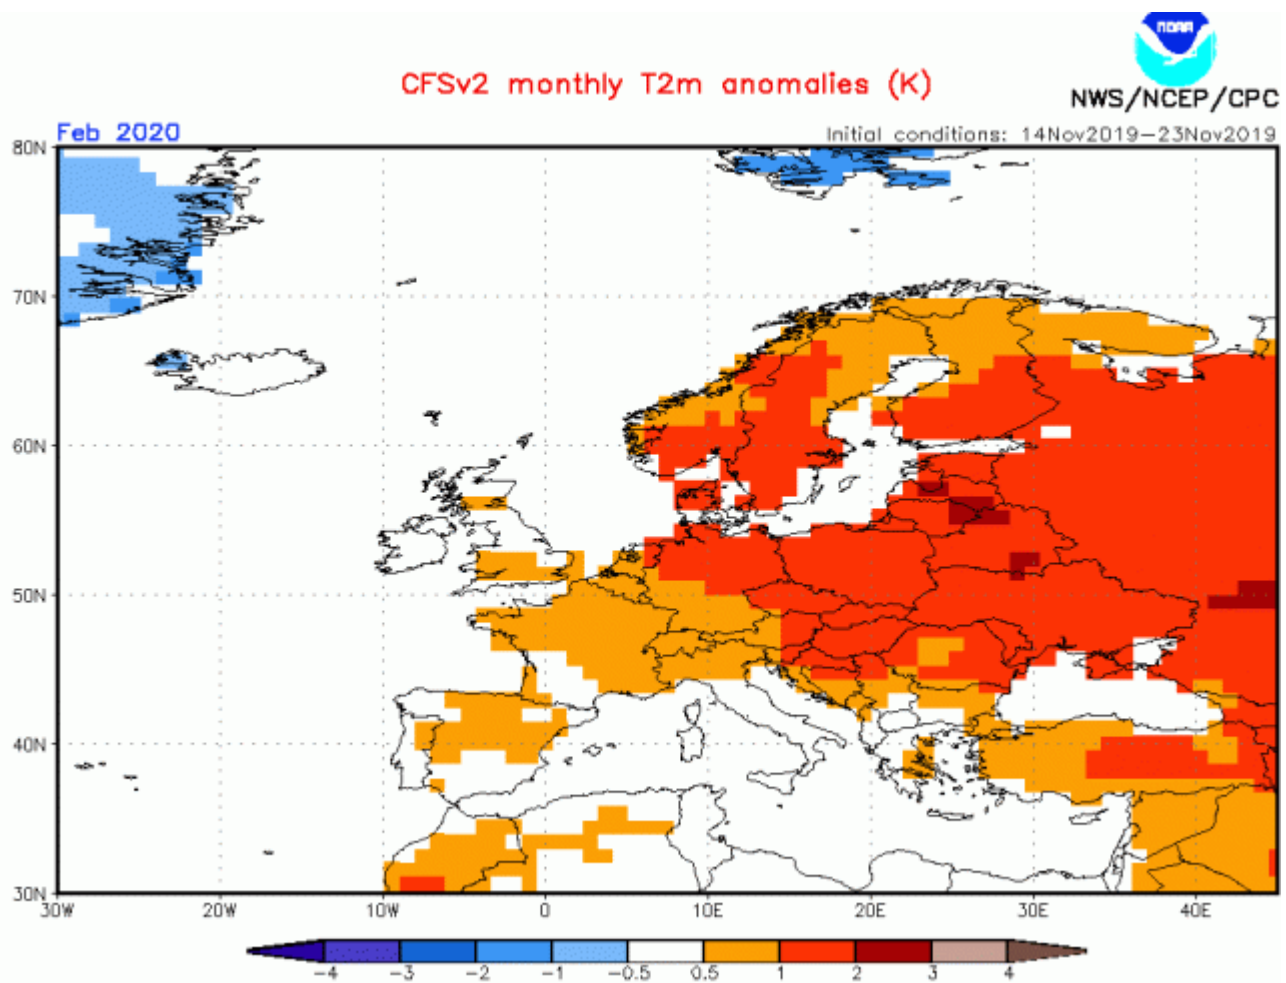 NOAA
CFSv2 monthly T2m anomalies (K)
NWS/NCEP/CPC
Feb 2020
Initial conditions: 14Nov2019–23Nov2019
80N
70N
60N
50N
40N
30N
30W 20W 10W 0 10E 20E 30E 40E
−4 −3 −2 −1 −0.5 0.5 1 2 3 4